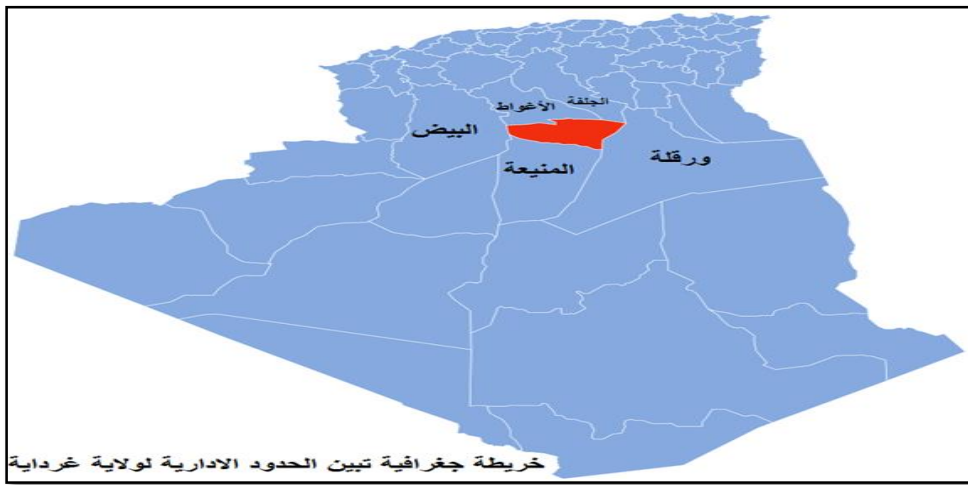 الجلفة
الأغواط
البيض
ورقلة
المنيعة
خريطة جغرافية تبين الحدود الادارية لولاية غرداية